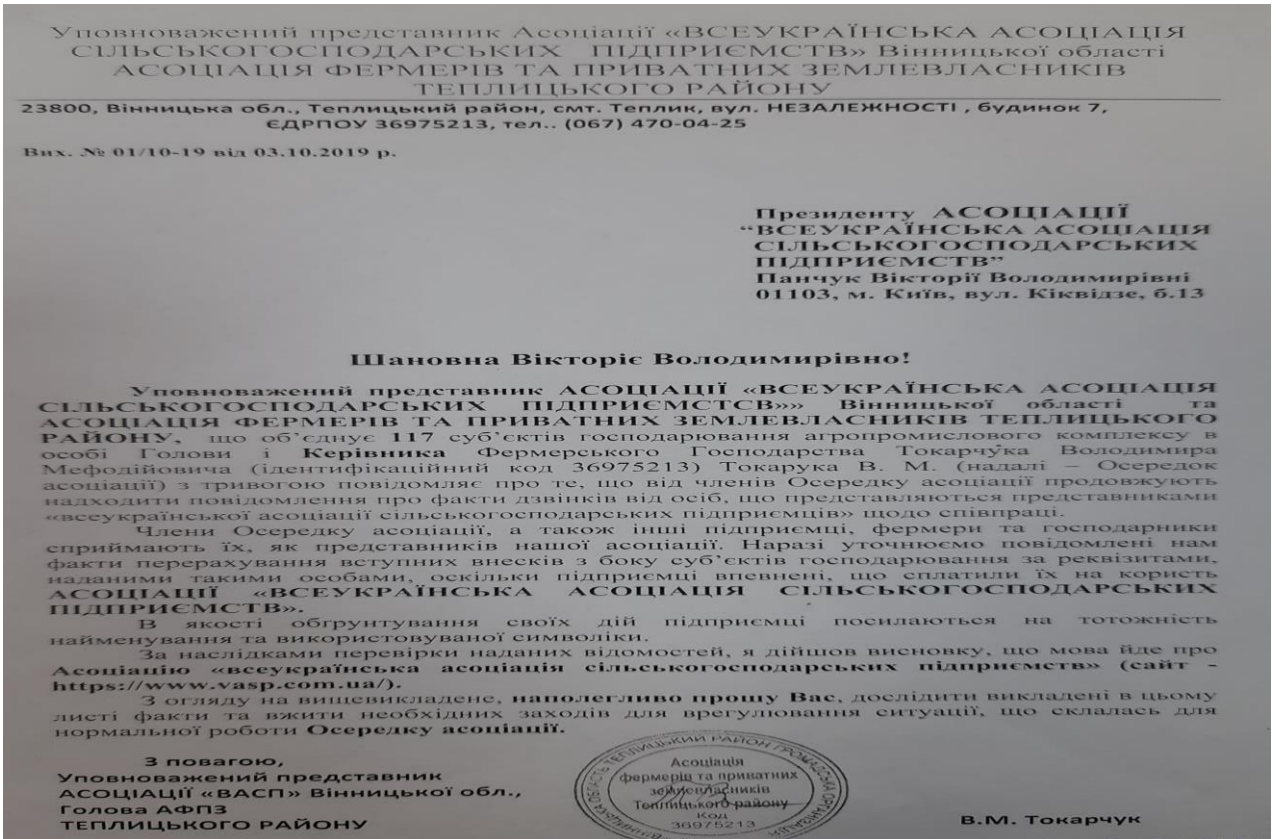 Уповноважений представник Асоціації «ВСЕУКРАЇНСЬКА АСОЦІАЦІЯ
СІЛЬСЬКОГОСПОДАРСЬКИХ ПІДПРИЄМСТВ» Вінницької області
АСОЦІАЦІЯ ФЕРМЕРІВ ТА ПРИВАТНИХ ЗЕМЛЕВЛАСНИКІВ
ТЕПЛИЦЬКОГО РАЙОНУ
23800, Вінницька обл., Теплицький район, смт. Теплик, вул. НЕЗАЛЕЖНОСТІ , будинок 7,
ЄДРПОУ 36975213, тел.. (067) 470-04-25
Вих. № 01/10-19 від 03.10.2019 р.
Президенту АСОЦІАЦІЇ
“ВСЕУКРАЇНСЬКА АСОЦІАЦІЯ
СІЛЬСЬКОГОСПОДАРСЬКИХ
ПІДПРИЄМСТВ”
Панчук Вікторії Володимирівні
01103, м. Київ, вул. Кіквідзе, б.13
Шановна Вікторіє Володимирівно!
Уповноважений представник АСОЦІАЦІЇ «ВСЕУКРАЇНСЬКА АСОЦІАЦІЯ
СІЛЬСЬКОГОСПОДАРСЬКИХ ПІДПРИЄМСТСВ»» Вінницької області та
АСОЦІАЦІЯ ФЕРМЕРІВ ТА ПРИВАТНИХ ЗЕМЛЕВЛАСНИКІВ ТЕПЛИЦЬКОГО
РАЙОНУ, що об’єднує 117 суб’єктів господарювання агропромислового комплексу в
особі Голови і Керівника Фермерського Господарства Токарчука Володимира
Мефодійовича (ідентифікаційний код 36975213) Токарука В. М. (надалі – Осередок
асоціації) з тривогою повідомляє про те, що від членів Осередку асоціації продовжують
надходити повідомлення про факти дзвінків від осіб, що представляються представниками
«всеукраїнської асоціації сільськогосподарських підприємців» щодо співпраці.
Члени Осередку асоціації, а також інші підприємці, фермери та господарники
сприймають їх, як представників нашої асоціації. Наразі уточнюємо повідомлені нам
факти перерахування вступних внесків з боку суб’єктів господарювання за реквізитами,
наданими такими особами, оскільки підприємці впевнені, що сплатили їх на користь
АСОЦІАЦІЇ «ВСЕУКРАЇНСЬКА АСОЦІАЦІЯ СІЛЬСЬКОГОСПОДАРСЬКИХ
ПІДПРИЄМСТВ».
В якості обґрунтування своїх дій підприємці посилаються на тотожність
найменування та використовуваної символіки.
За наслідками перевірки наданих відомостей, я дійшов висновку, що мова йде про
Асоціацію «всеукраїнська асоціація сільськогосподарських підприємств» (сайт -
https://www.vasp.com.ua/).
З огляду на вищевикладене, наполегливо прошу Вас, дослідити викладені в цьому
листі факти та вжити необхідних заходів для врегулювання ситуації, що склалась для
нормальної роботи Осередку асоціації.
З повагою,
Уповноважений представник
АСОЦІАЦІЇ «ВАСП» Вінницької обл.,
Голова АФПЗ
ТЕПЛИЦЬКОГО РАЙОНУ
В.М. Токарчук
ОБЛАСТЬ ТЕПЛИЦЬКИЙ РАЙОН ГРОМАДСЬКА ОРГАНІЗАЦІЯ
Асоціація
фермерів та приватних
землевласників
Теплицького району
Код
36975213